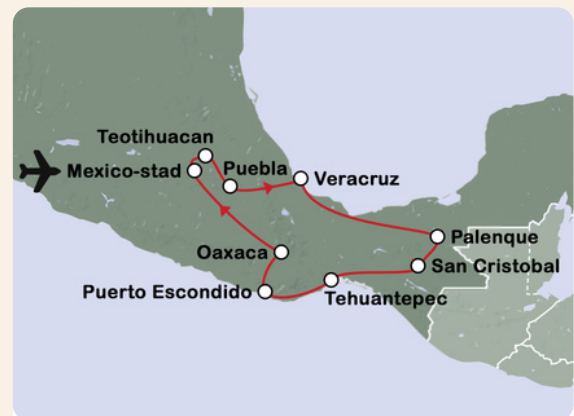 Teotihuacan
Mexico-stad
Puebla
Veracruz
Oaxaca
Palenque
San Cristobal
Puerto Escondido
Tehuantepec